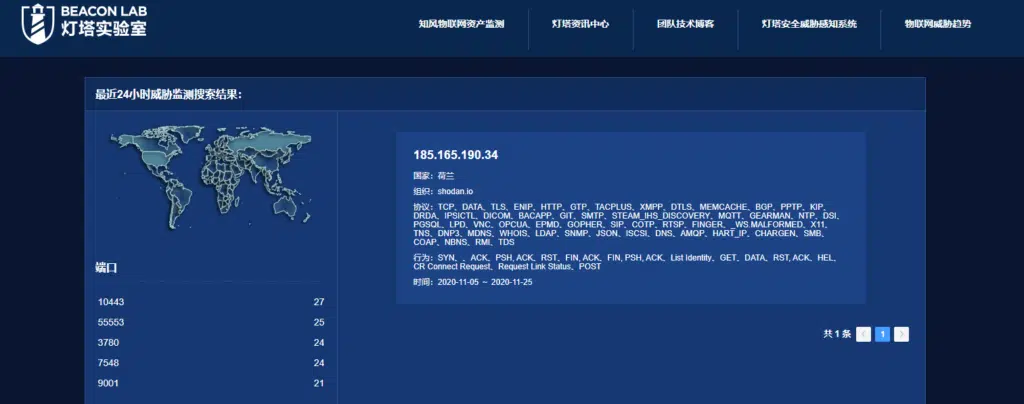 BEACON LAB
灯塔实验室
知风物联网资产监测
灯塔资讯中心
团队技术博客
灯塔安全威胁感知系统
物联网威胁趋势
最近24小时威胁监测搜索结果：
185.165.190.34
国家：荷兰
组织：shodan.io
协议：TCP、DATA、TLS、ENIP、HTTP、GTP、TACPLUS、XMPP、DTLS、MEMCACHE、BGP、PPTP、KIP、
DRDA、IPSICTL、DICOM、BACAPP、GIT、SMTP、STEAM_IHS_DISCOVERY、MQTT、GEARMAN、NTP、DSI、
PGSQL、LPD、VNC、OPCUA、EPMD、GOPHER、SIP、COTP、RTSP、FINGER、_WS.MALFORMED、X11、
TNS、DNP3、MDNS、WHOIS、LDAP、SNMP、JSON、ISCSI、DNS、AMQP、HART_IP、CHARGEN、SMB、
COAP、NBNS、RMI、TDS
行为：SYN、、ACK、PSH, ACK、RST、FIN, ACK、FIN, PSH, ACK、List Identity、GET、DATA、RST, ACK、HEL、
CR Connect Request、Request Link Status、POST
时间：2020-11-05 ~ 2020-11-25
端口
10443 27
55553 25
3780 24
7548 24
9001 21
共 1 条 < 1 >